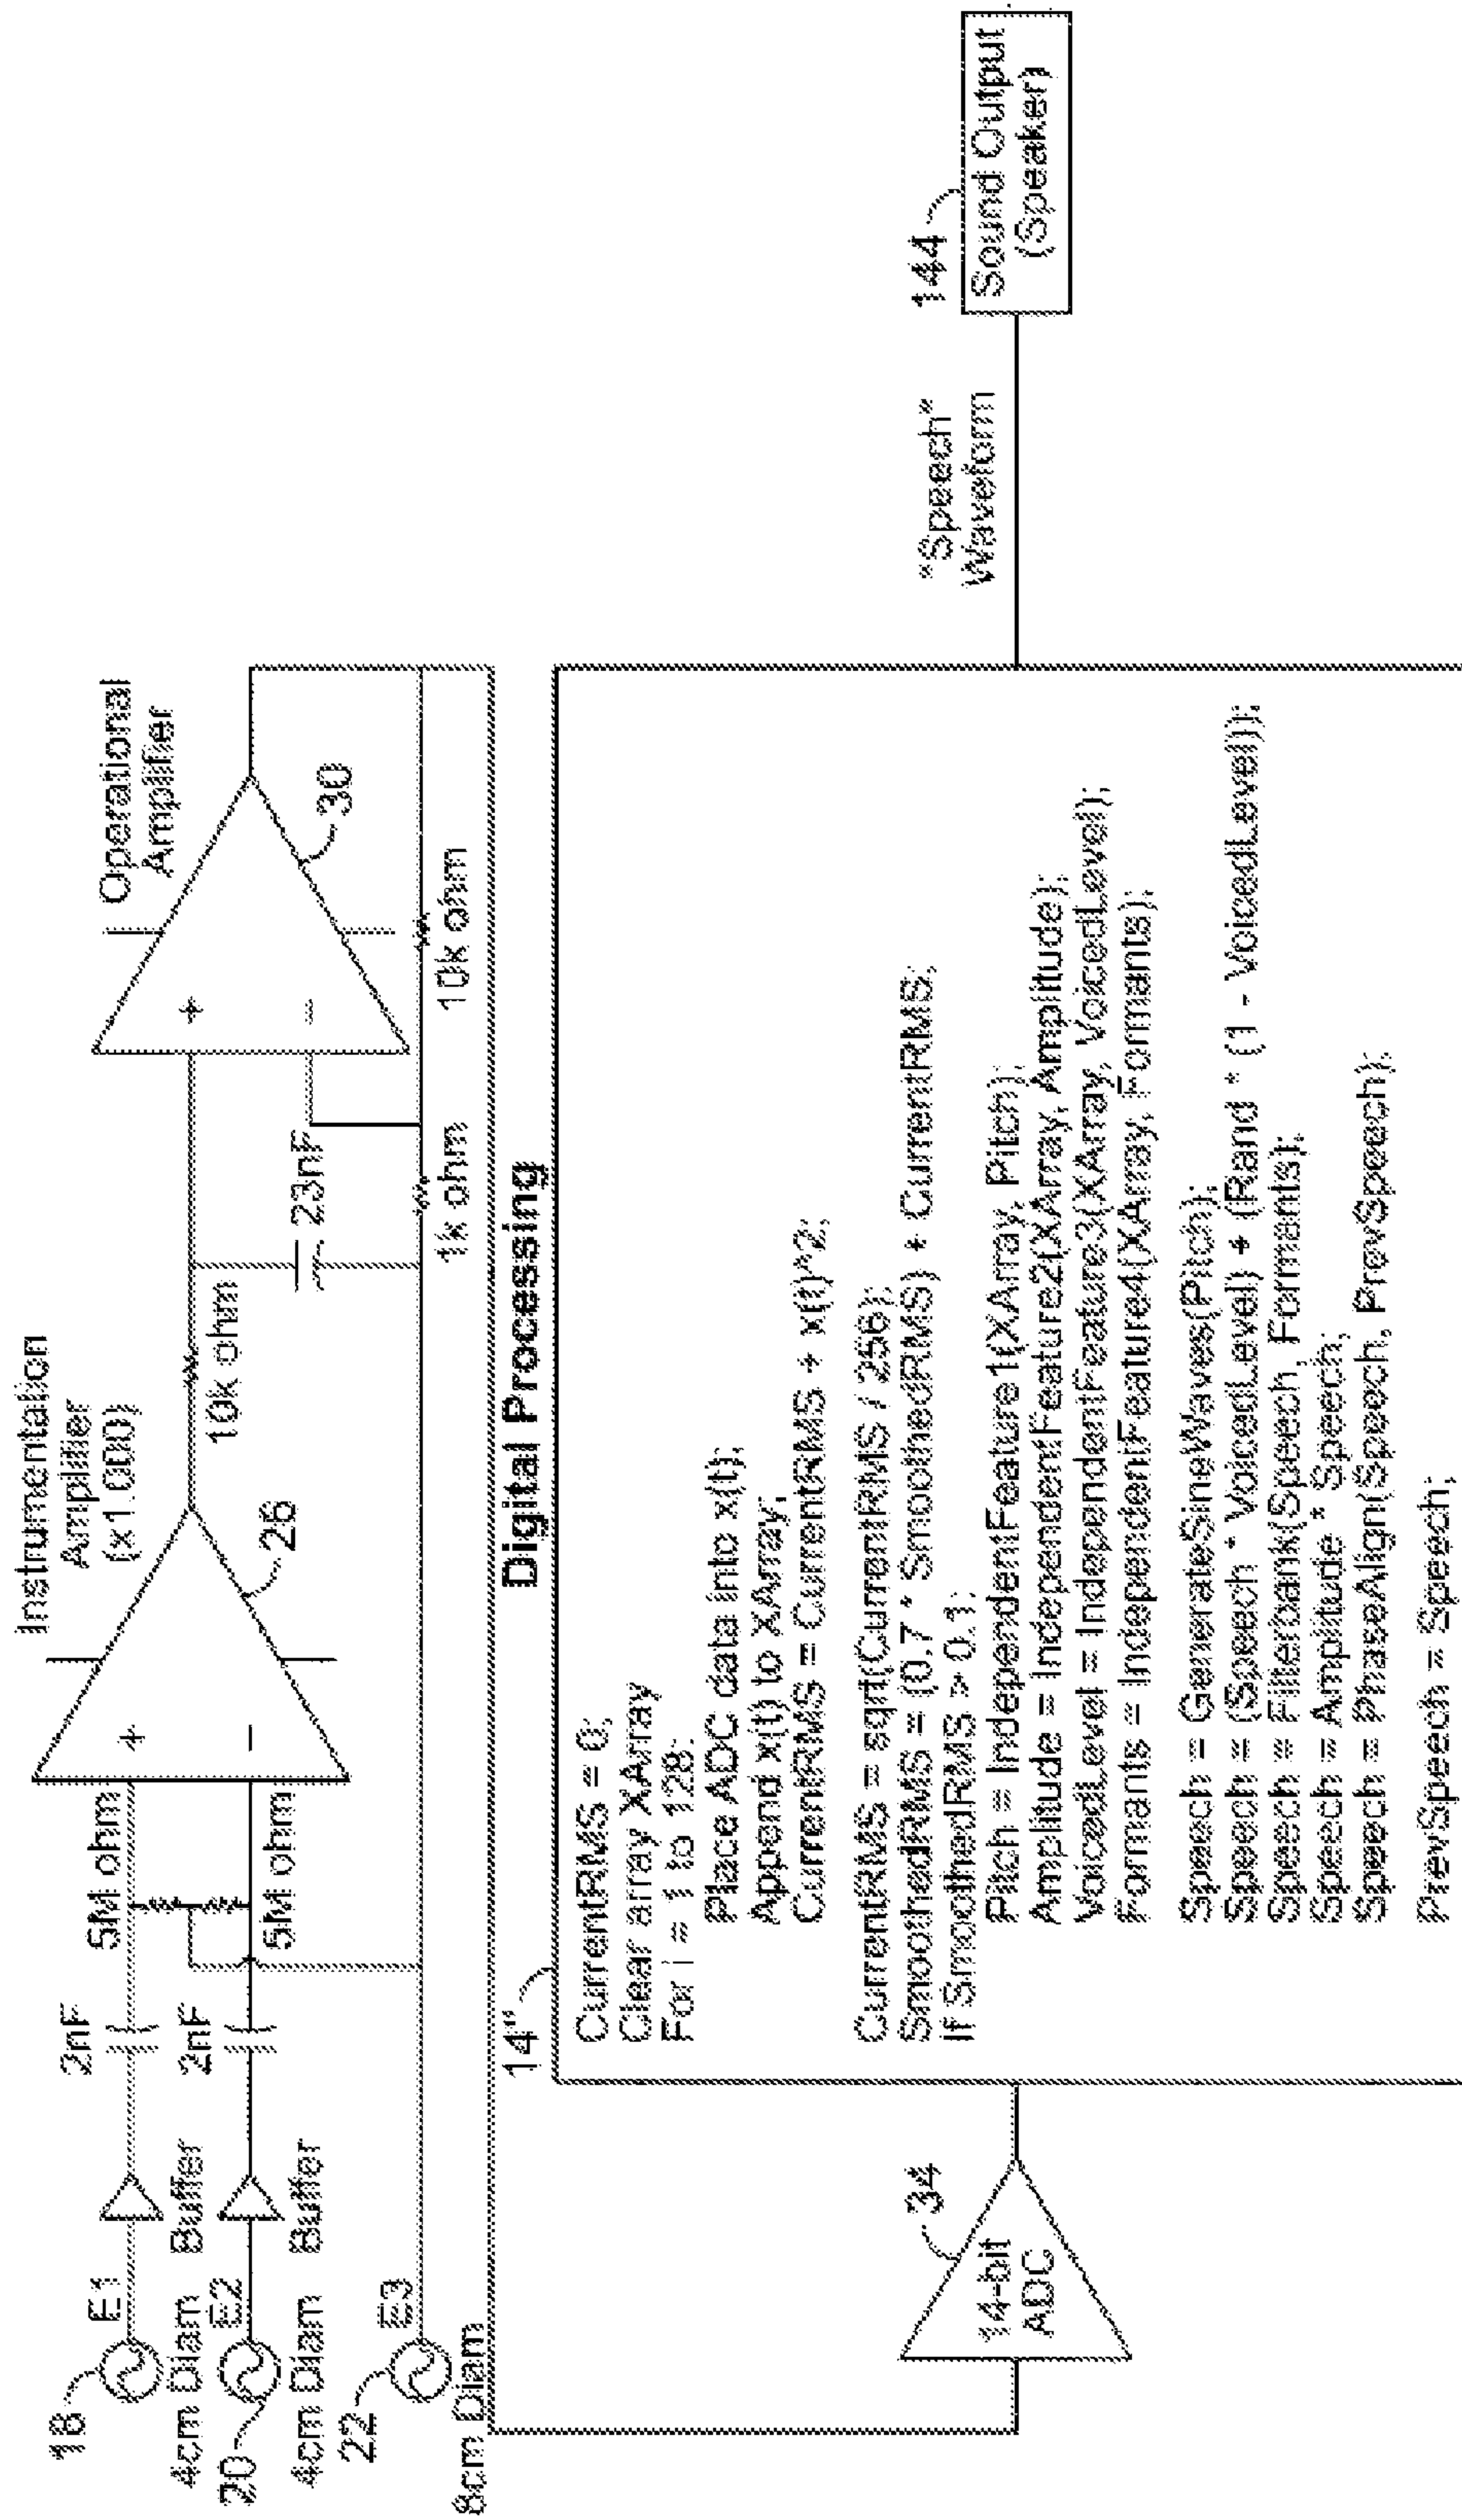 Instrumentation
Amplifier
(x1,000)
Operational
Amplifier
18
E1
4cm Diam
Buffer
2nF
5M ohm
26
10k ohm
23nF
30
20
E2
4cm Diam
Buffer
2nF
5M ohm
22
E3
8cm Diam
1k ohm
10k ohm
14"
Digital Processing
CurrentRMS = 0;
Clear array XArray
For i = 1 to 128:
Place ADC data into x(t);
Append x(t) to XArray;
CurrentRMS = CurrentRMS + x(t)^2;
CurrentRMS = sqrt(CurrentRMS / 256);
SmoothedRMS = (0.7 * SmoothedRMS) + CurrentRMS;
If SmoothedRMS > 0.1:
Pitch = IndependentFeature1(XArray, Pitch);
Amplitude = IndependentFeature2(XArray, Amplitude);
VoicedLevel = IndependentFeature3(XArray, VoicedLevel);
Formants = IndependentFeature4(XArray, Formants);
Speech = GenerateSineWaves(Pitch);
Speech = (Speech * VoicedLevel) + (Rand * (1 - VoicedLevel));
Speech = Filterbank(Speech, Formants);
Speech = Amplitude * Speech;
Speech = PhaseAlign(Speech, PrevSpeech);
PrevSpeech = Speech;
34
14-bit
ADC
"Speech"
Waveform
144
Sound Output
(Speaker)